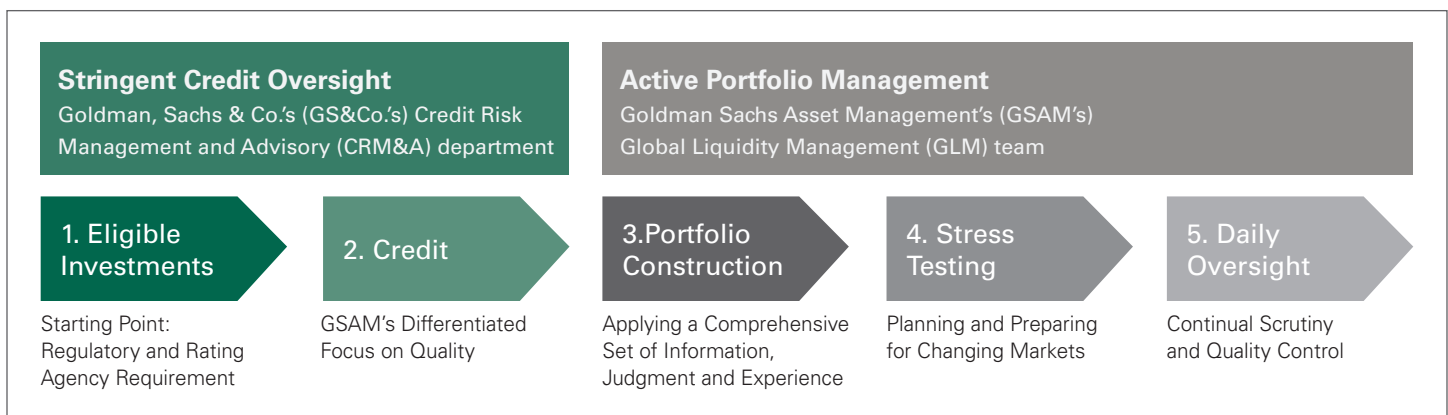 Stringent Credit Oversight
Goldman, Sachs & Co.'s (GS&Co.'s) Credit Risk
Management and Advisory (CRM&A) department
Active Portfolio Management
Goldman Sachs Asset Management's (GSAM's)
Global Liquidity Management (GLM) team
1. Eligible
Investments
Starting Point:
Regulatory and Rating
Agency Requirement
2. Credit
GSAM's Differentiated
Focus on Quality
3.Portfolio
Construction
Applying a Comprehensive
Set of Information,
Judgment and Experience
4. Stress
Testing
Planning and Preparing
for Changing Markets
5. Daily
Oversight
Continual Scrutiny
and Quality Control